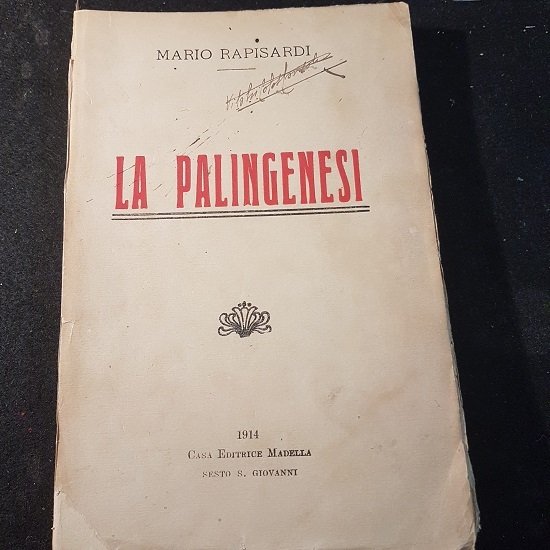 MARIO RAPISARDI
LA PALINGENESI
1914
CASA EDITRICE MADELLA
SESTO S. GIOVANNI